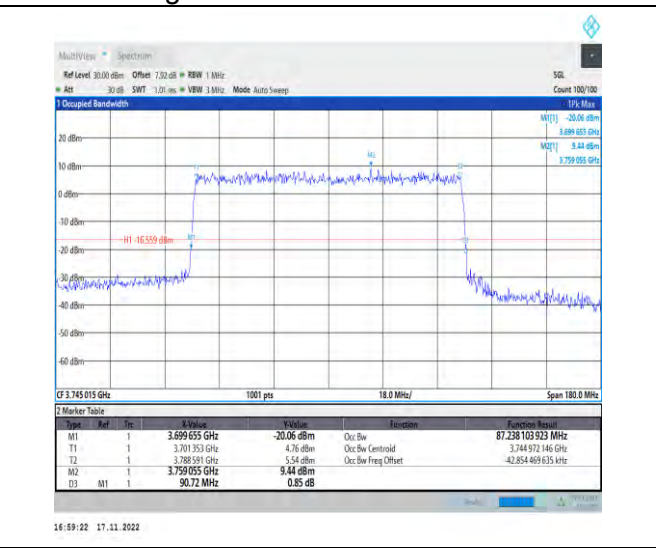 MultiView Spectrum
Ref Level 30.00 dBm Offset 7.92 dB RBW 1 MHz SGL
Att 30 dB SWT 1.01 ms VBW 3 MHz Mode Auto Sweep Count 100/100
1 Occupied Bandwidth 1Pk Max
M1[1] -20.06 dBm
3.699 655 GHz
M2[1] 9.44 dBm
3.759 055 GHz
20 dBm
M2
10 dBm
0 dBm
-10 dBm
H1 -16.559 dBm M1
-20 dBm
-30 dBm
-40 dBm
-50 dBm
-60 dBm
CF 3.745 015 GHz 1001 pts 18.0 MHz/ Span 180.0 MHz
2 Marker Table
Type Ref Trc X-Value Y-Value Function Function Result
M1 1 3.699 655 GHz -20.06 dBm Occ Bw 87.238 103 923 MHz
T1 1 3.701 353 GHz 4.76 dBm Occ Bw Centroid 3.744 972 146 GHz
T2 1 3.788 591 GHz 5.54 dBm Occ Bw Freq Offset -42.854 469 635 kHz
M2 1 3.759 055 GHz 9.44 dBm
D3 M1 1 90.72 MHz 0.85 dB
16:59:22 17.11.2022